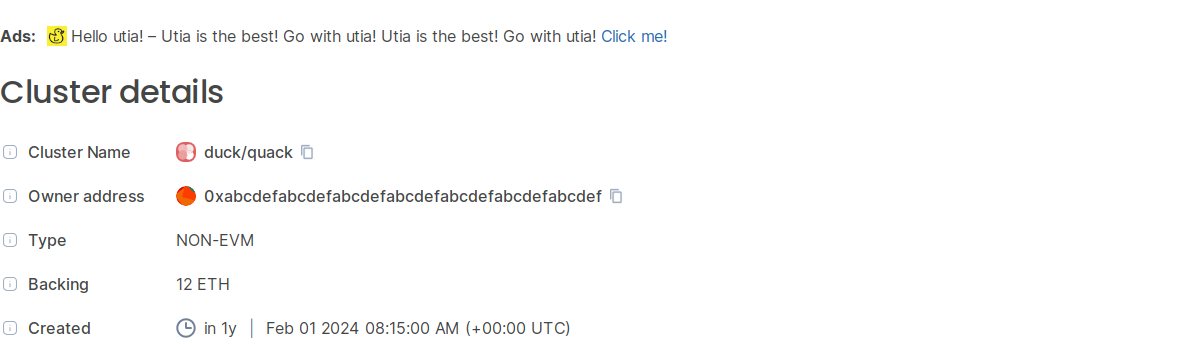 Ads: Hello utia! – Utia is the best! Go with utia! Utia is the best! Go with utia! Click me!
Cluster details
Cluster Name duck/quack
Owner address 0xabcdefabcdefabcdefabcdefabcdefabcdefabcdef
Type NON-EVM
Backing 12 ETH
Created in 1y | Feb 01 2024 08:15:00 AM (+00:00 UTC)